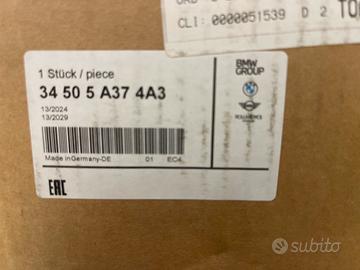 CLI: 0000051539 D 2 TO
1 Stück / piece
BMW
GROUP
34 50 5 A37 4A3
13/2024
13/2029
Made in Germany-DE 01 EC4
EAC
subito